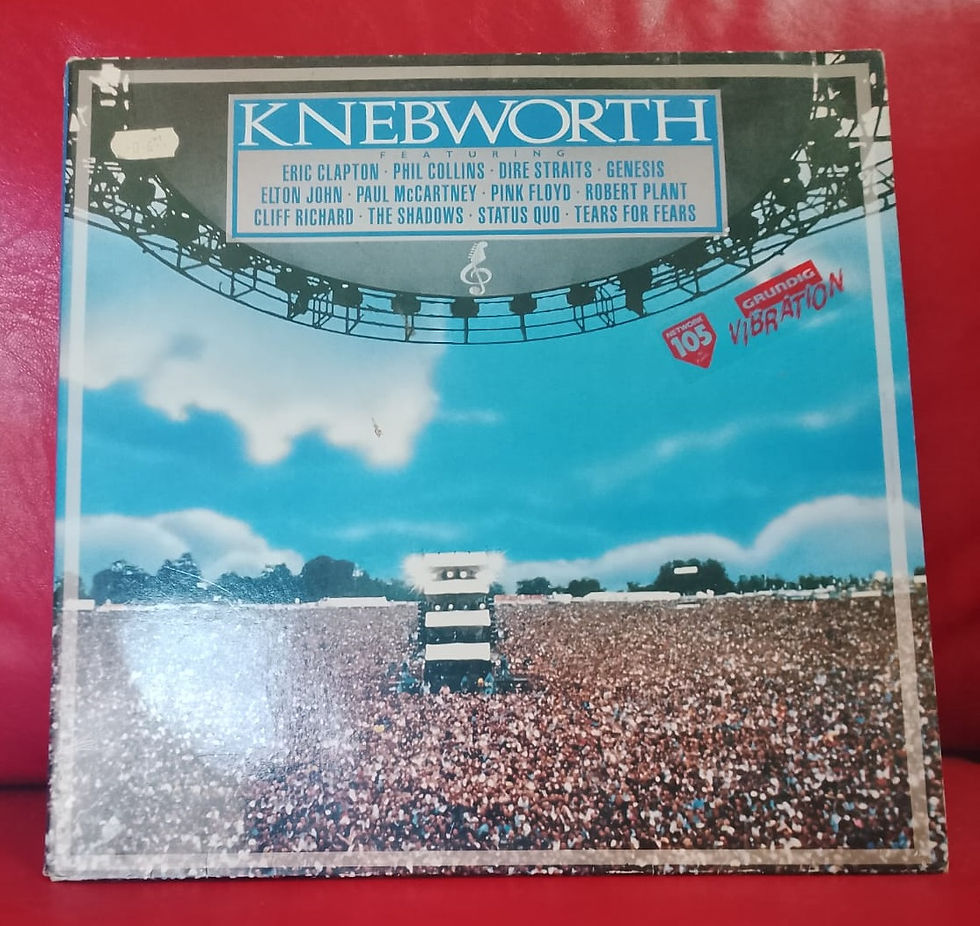 KNEBWORTH
FEATURING
ERIC CLAPTON · PHIL COLLINS · DIRE STRAITS · GENESIS
ELTON JOHN · PAUL McCARTNEY · PINK FLOYD · ROBERT PLANT
CLIFF RICHARD · THE SHADOWS · STATUS QUO · TEARS FOR FEARS
GRUNDIG
VIBRATION
NETWORK
105